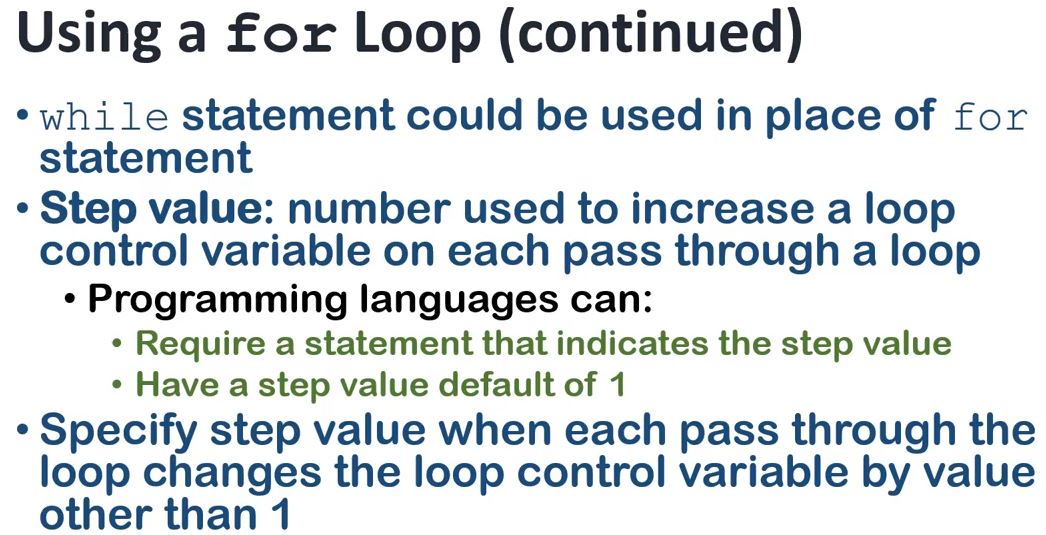 Using a for Loop (continued)
• while statement could be used in place of for
statement
• Step value: number used to increase a loop
control variable on each pass through a loop
• Programming languages can:
• Require a statement that indicates the step value
• Have a step value default of 1
• Specify step value when each pass through the
loop changes the loop control variable by value
other than 1